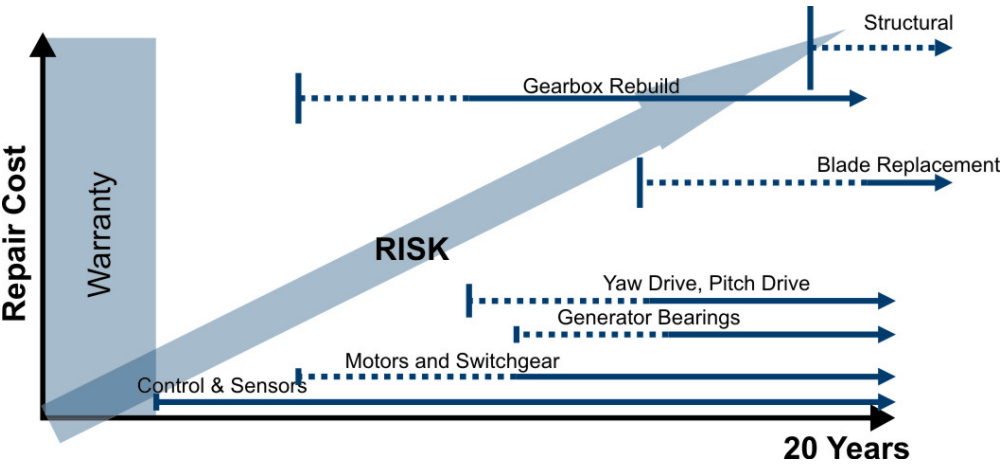 Structural
Gearbox Rebuild
Blade Replacement
Warranty
Repair Cost
RISK
Yaw Drive, Pitch Drive
Generator Bearings
Motors and Switchgear
Control & Sensors
20 Years